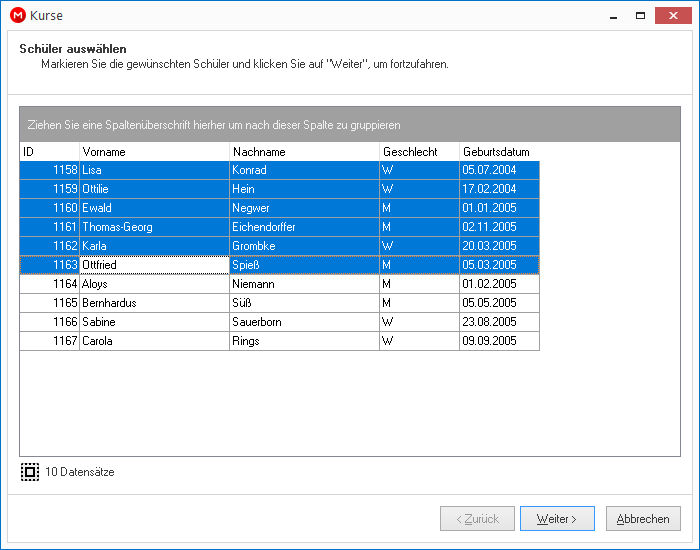 Kurse
Schüler auswählen
Markieren Sie die gewünschten Schüler und klicken Sie auf "Weiter", um fortzufahren.
Ziehen Sie eine Spaltenüberschrift hierher um nach dieser Spalte zu gruppieren
ID Vorname Nachname Geschlecht Geburtsdatum
1158 Lisa Konrad W 05.07.2004
1159 Ottilie Hein W 17.02.2004
1160 Ewald Negwer M 01.01.2005
1161 Thomas-Georg Eichendorffer M 02.11.2005
1162 Karla Grombke W 20.03.2005
1163 Ottfried Spieß M 05.03.2005
1164 Aloys Niemann M 01.02.2005
1165 Bernhardus Süß M 05.05.2005
1166 Sabine Sauerborn W 23.08.2005
1167 Carola Rings W 09.09.2005
10 Datensätze
< Zurück Weiter > Abbrechen